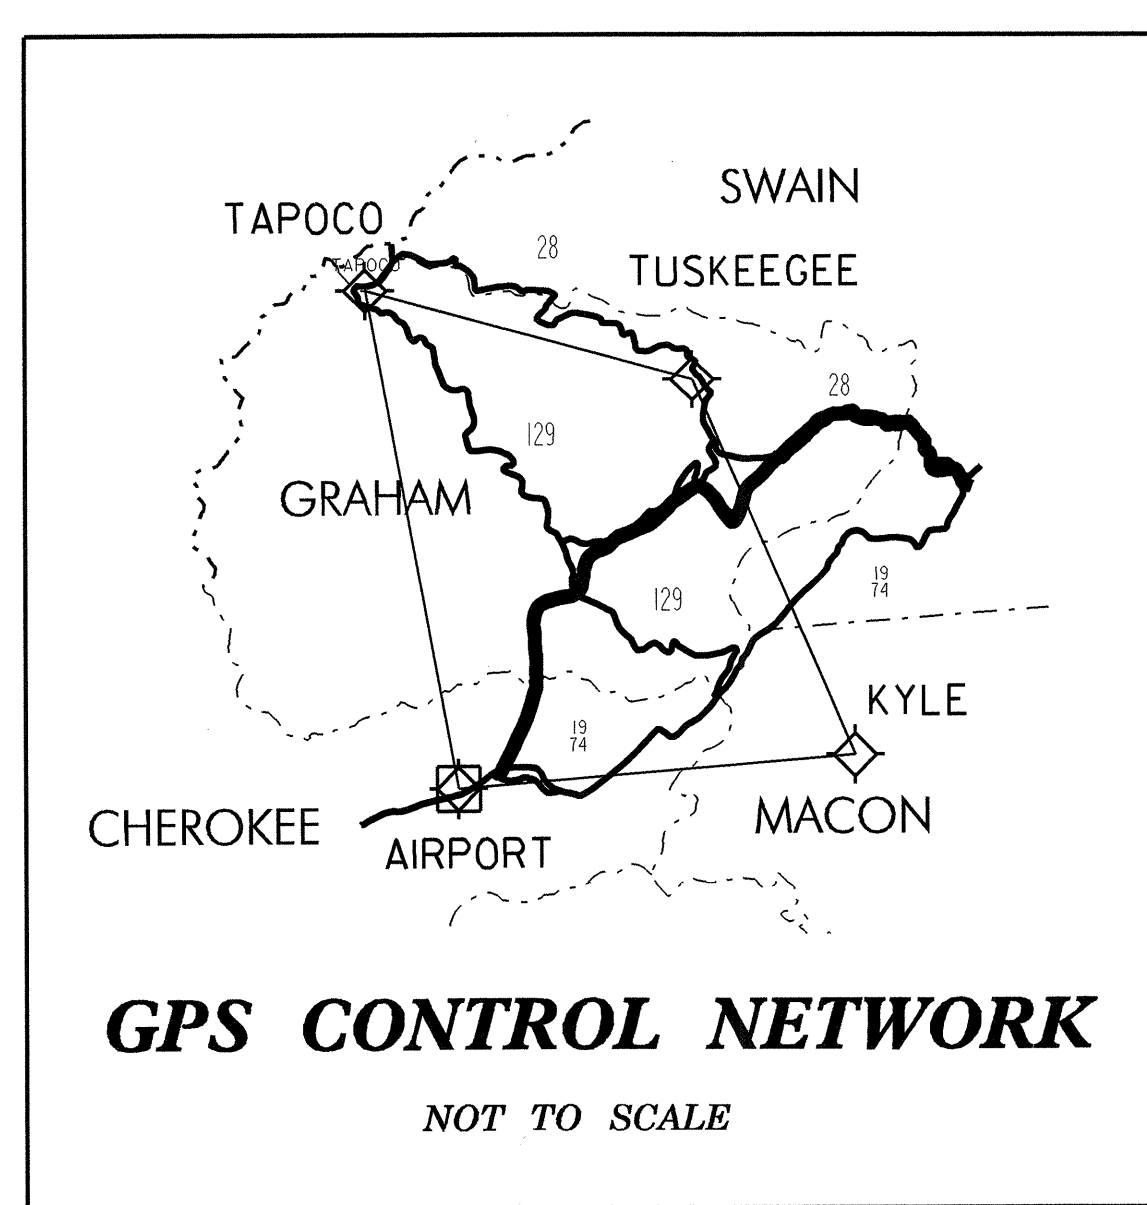 SWAIN
TAPOCO
28
TUSKEEGEE
TAPOCO
28
129
GRAHAM
19
74
129
KYLE
19
74
MACON
CHEROKEE
AIRPORT
GPS CONTROL NETWORK
NOT TO SCALE